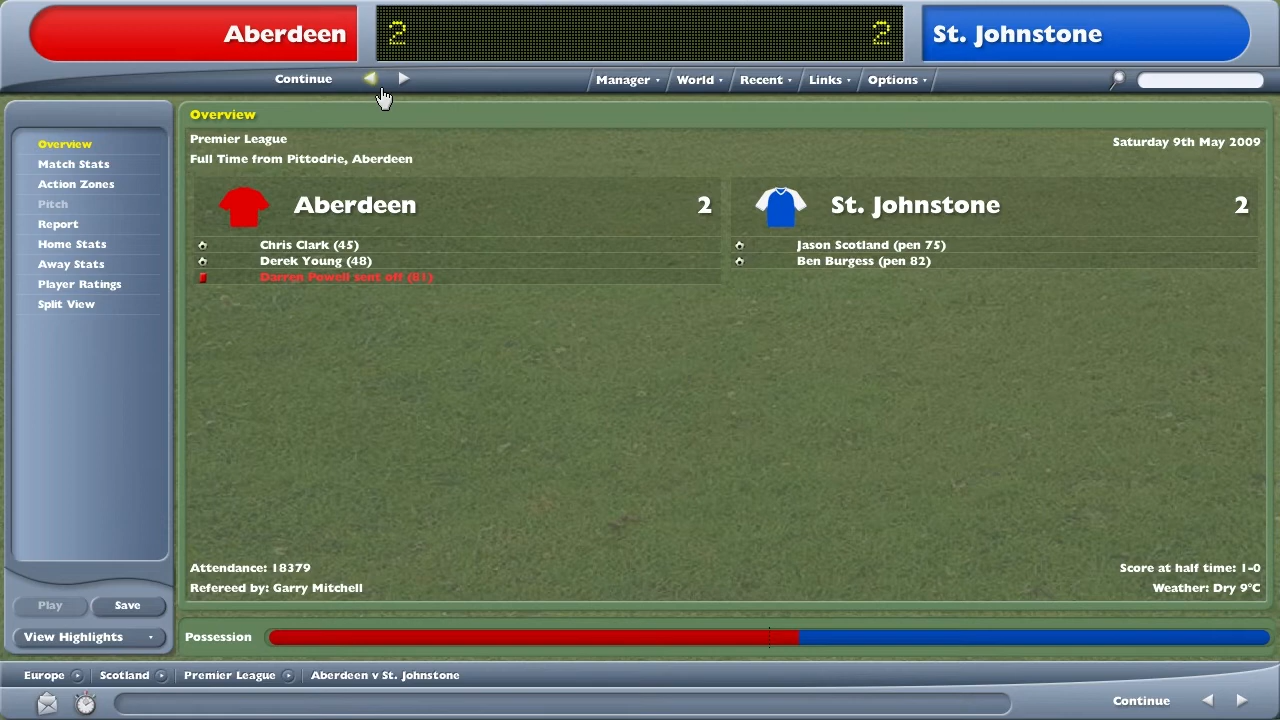 Aberdeen 2 2 St. Johnstone
Continue Manager World Recent Links Options
Overview
Match Stats
Action Zones
Pitch
Report
Home Stats
Away Stats
Player Ratings
Split View
Play Save
View Highlights
Overview
Premier League
Saturday 9th May 2009
Full Time from Pittodrie, Aberdeen
Aberdeen 2
Chris Clark (45)
Derek Young (48)
Darren Powell sent off (81)
St. Johnstone 2
Jason Scotland (pen 75)
Ben Burgess (pen 82)
Attendance: 18379
Score at half time: 1-0
Refereed by: Garry Mitchell
Weather: Dry 9°C
Possession
Europe Scotland Premier League Aberdeen v St. Johnstone
Continue